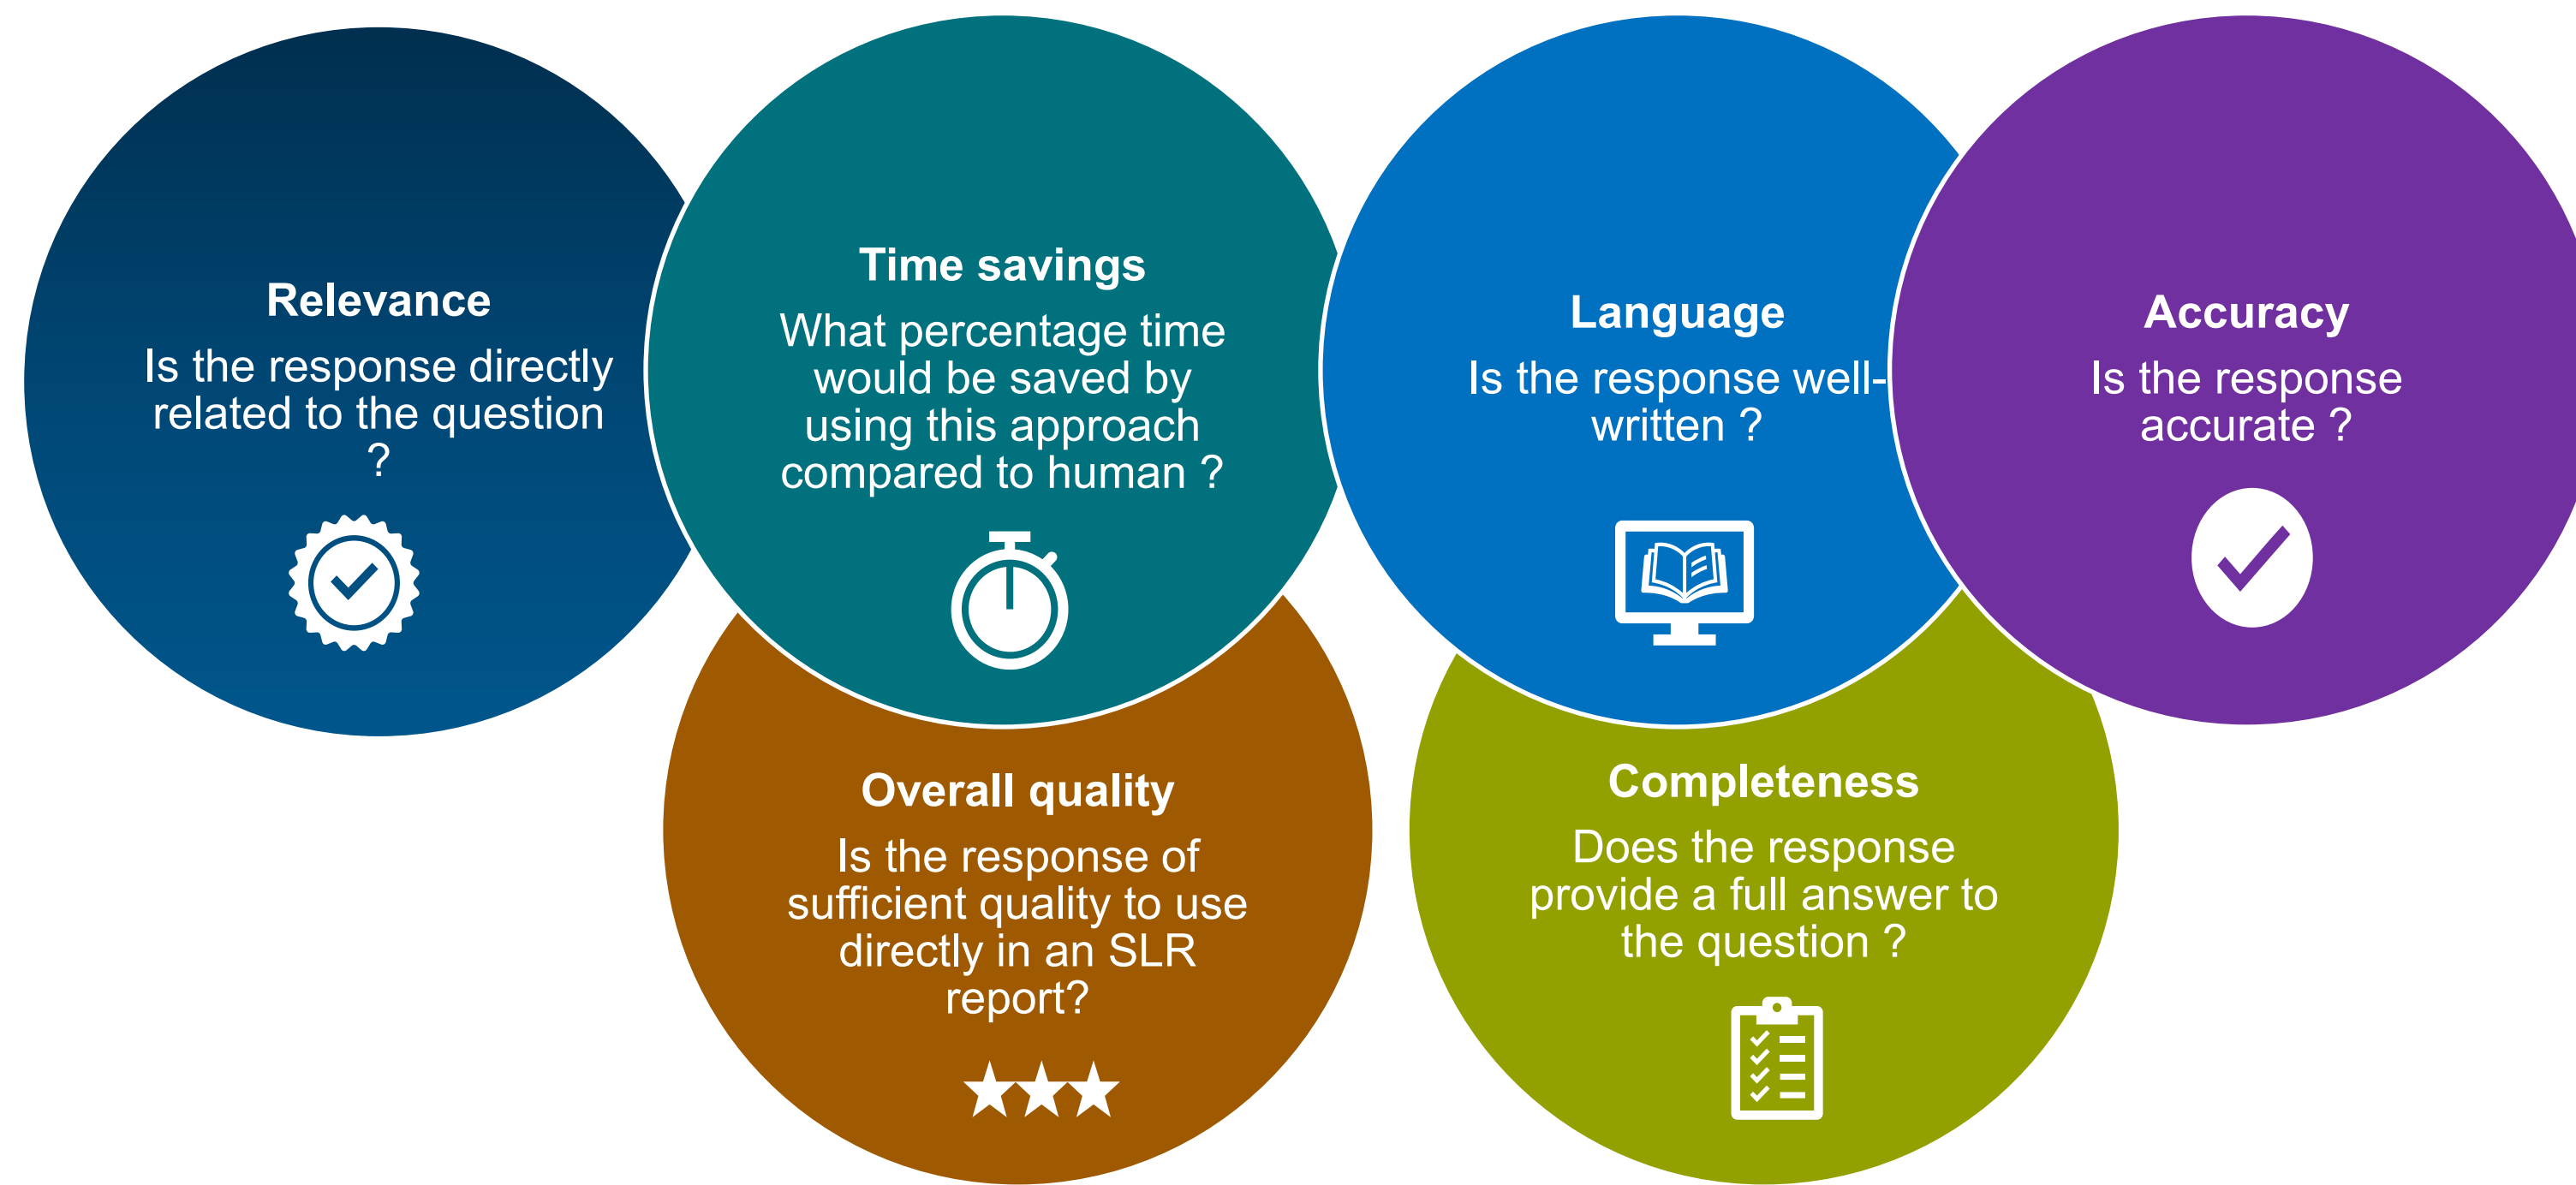 Relevance
Is the response directly
related to the question
?
Time savings
What percentage time
would be saved by
using this approach
compared to human ?
Language
Is the response well-
written ?
Accuracy
Is the response
accurate ?
Overall quality
Is the response of
sufficient quality to use
directly in an SLR
report?
Completeness
Does the response
provide a full answer to
the question ?